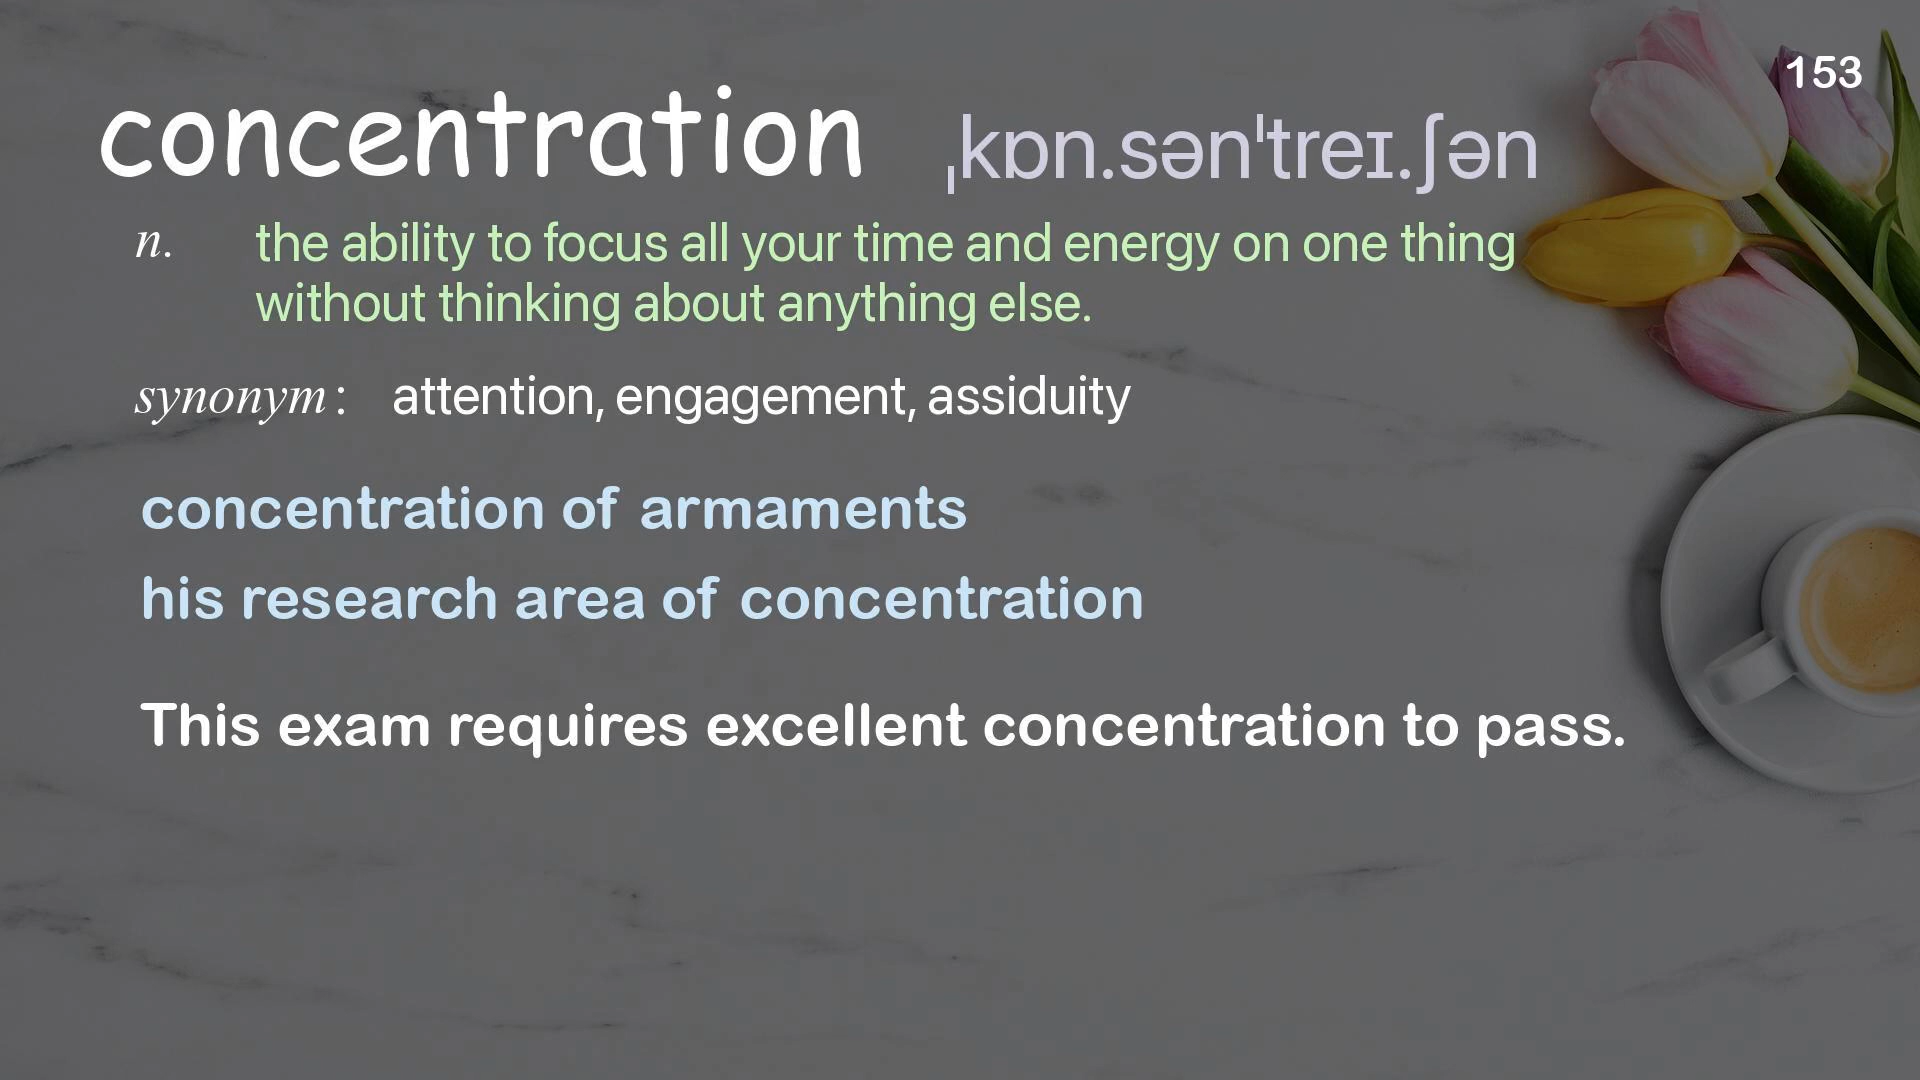 153
concentration ˌkɒn.sənˈtreɪ.ʃən
n. the ability to focus all your time and energy on one thing
without thinking about anything else.
synonym: attention, engagement, assiduity
concentration of armaments
his research area of concentration
This exam requires excellent concentration to pass.